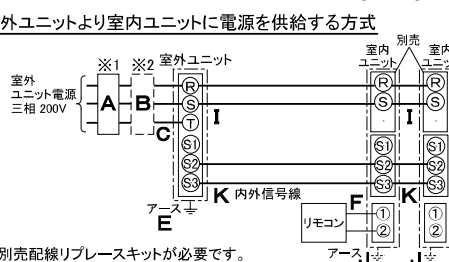 外ユニットより室内ユニットに電源を供給する方式
別売
※1 ※2 室外ユニット
室内
ユニット
室内
ユニ
室外
ユニット電源
三相 200V
A
B
C
R
S
T
S1
S2
S3
I
R
S
S1
S2
S3
I
R
S
S1
S2
S3
K 内外信号線
K
F
リモコン
①
②
①
②
アース
E
アース
別売配線リプレースキットが必要です。